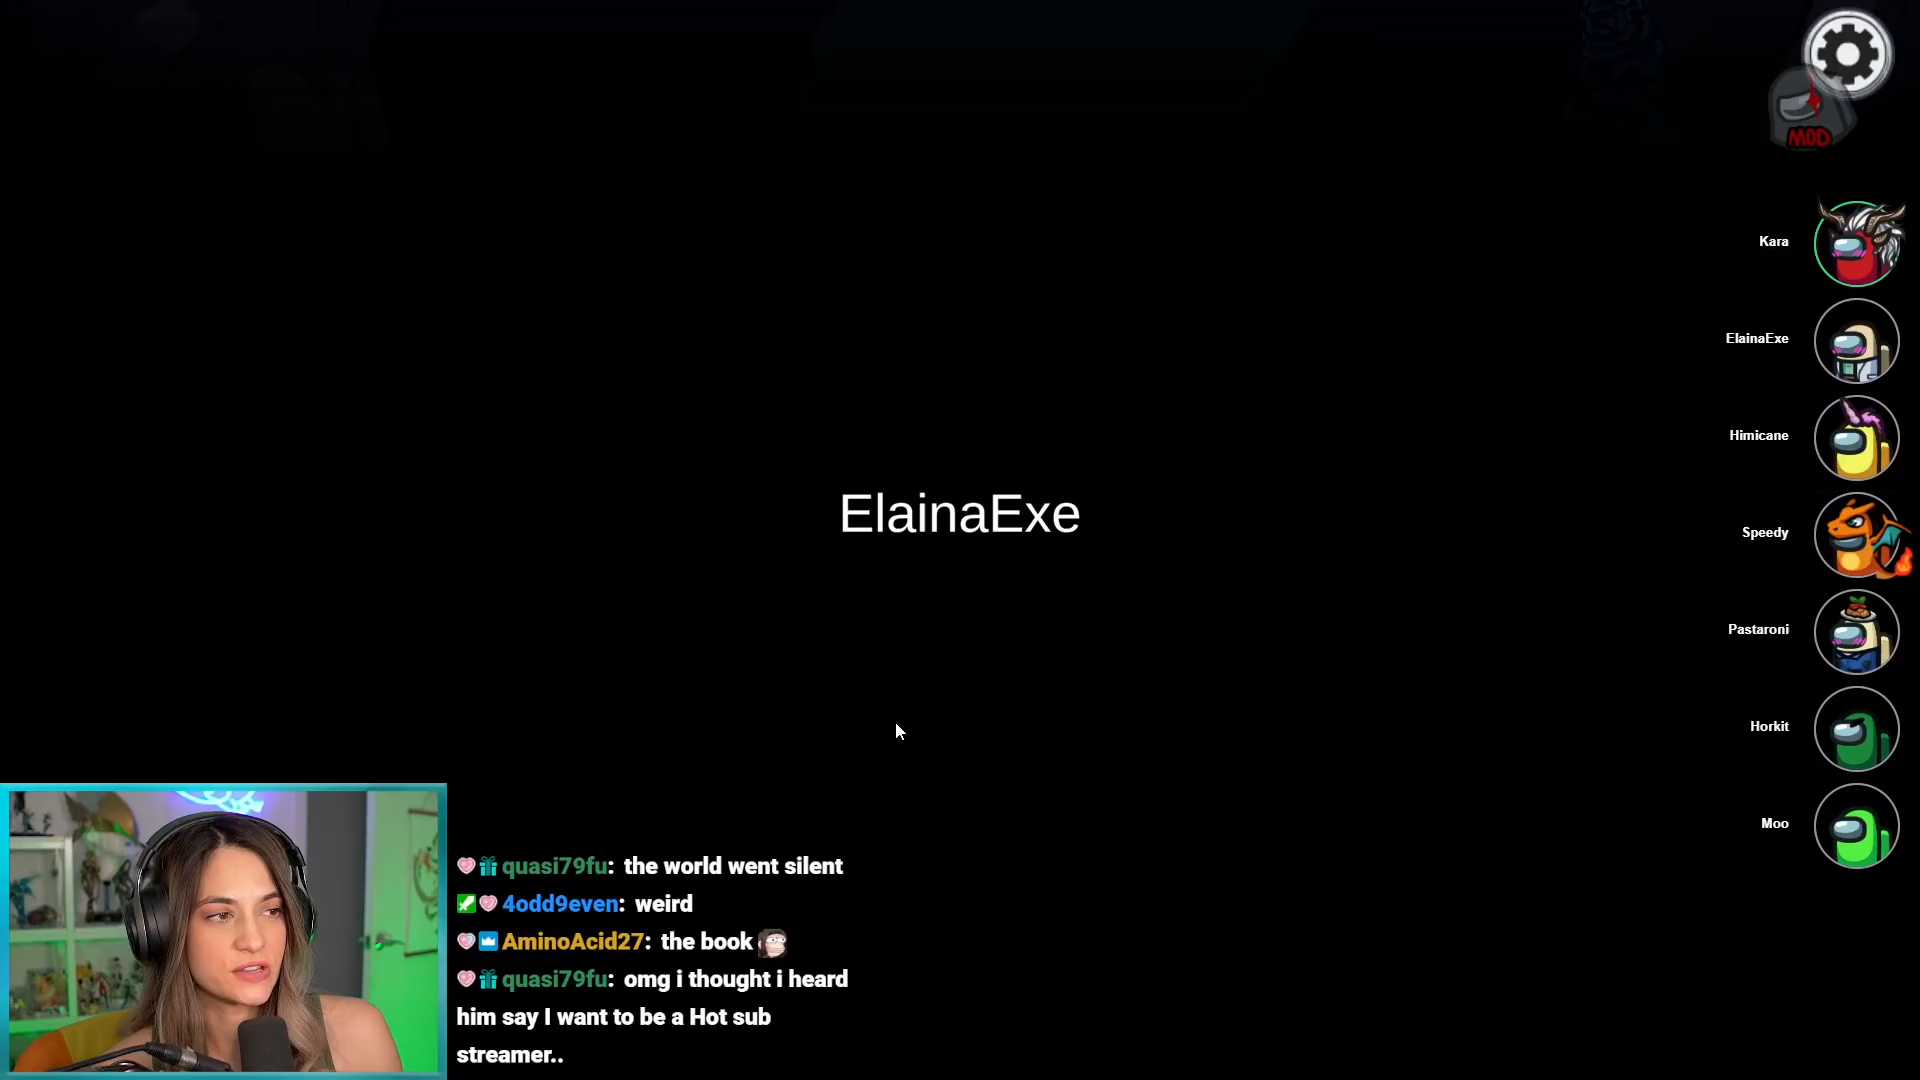 MOD
Kara
ElainaExe
Himicane
Speedy
ElainaExe
Pastaroni
Horkit
Moo
quasi79fu: the world went silent
4odd9even: weird
AminoAcid27: the book
quasi79fu: omg i thought i heard
him say I want to be a Hot sub
streamer..